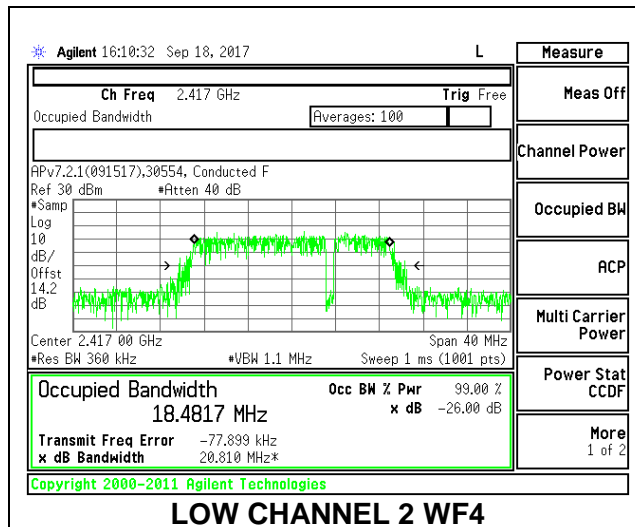 Agilent 16:10:32 Sep 18, 2017 L
Measure
Ch Freq 2.417 GHz Trig Free
Occupied Bandwidth Averages: 100
APv7.2.1(091517),30554, Conducted F
Ref 30 dBm #Atten 40 dB
#Samp
Log
10
dB/
Offst
14.2
dB
Center 2.417 00 GHz Span 40 MHz
#Res BW 360 kHz #VBW 1.1 MHz Sweep 1 ms (1001 pts)
Occupied Bandwidth Occ BW % Pwr 99.00 %
18.4817 MHz x dB -26.00 dB
Transmit Freq Error -77.899 kHz
x dB Bandwidth 20.810 MHz*
Copyright 2000-2011 Agilent Technologies
Meas Off
Channel Power
Occupied BW
ACP
Multi Carrier
Power
Power Stat
CCDF
More
1 of 2
LOW CHANNEL 2 WF4